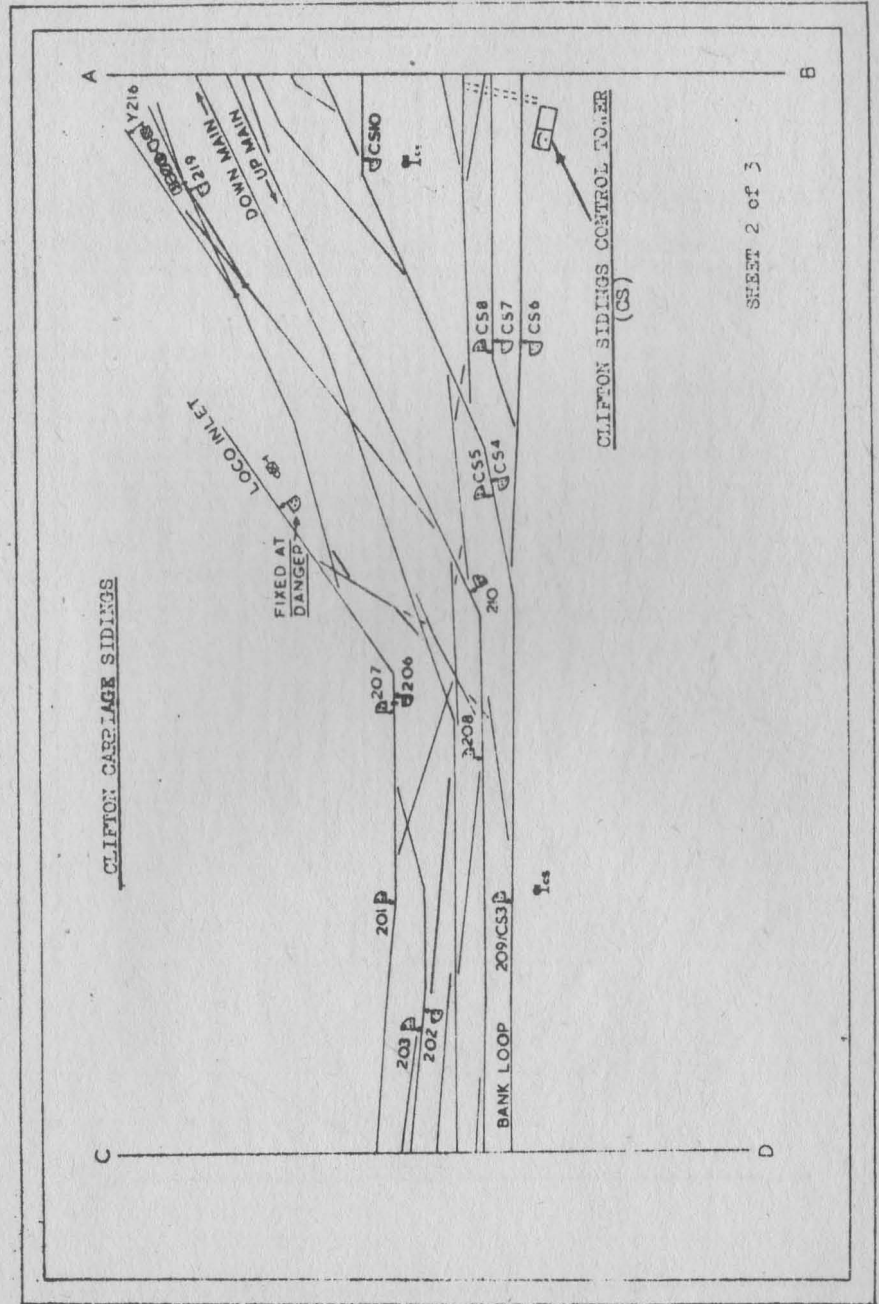 CLIFTON CARRIAGE SIDINGS
C
A
201
207
206
203
202
LOCO INLET
FIXED AT
DANGER
Y216
219
DOWN MAIN
UP MAIN
CS10
208
210
CS5
CS4
CS8
CS7
CS6
BANK LOOP
209/CS3
CLIFTON SIDINGS CONTROL TOWER
(CS)
SHEET 2 of 3
D
B